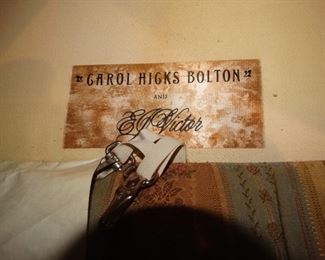 "CAROL HICKS BOLTON"
AND
EJ Victor